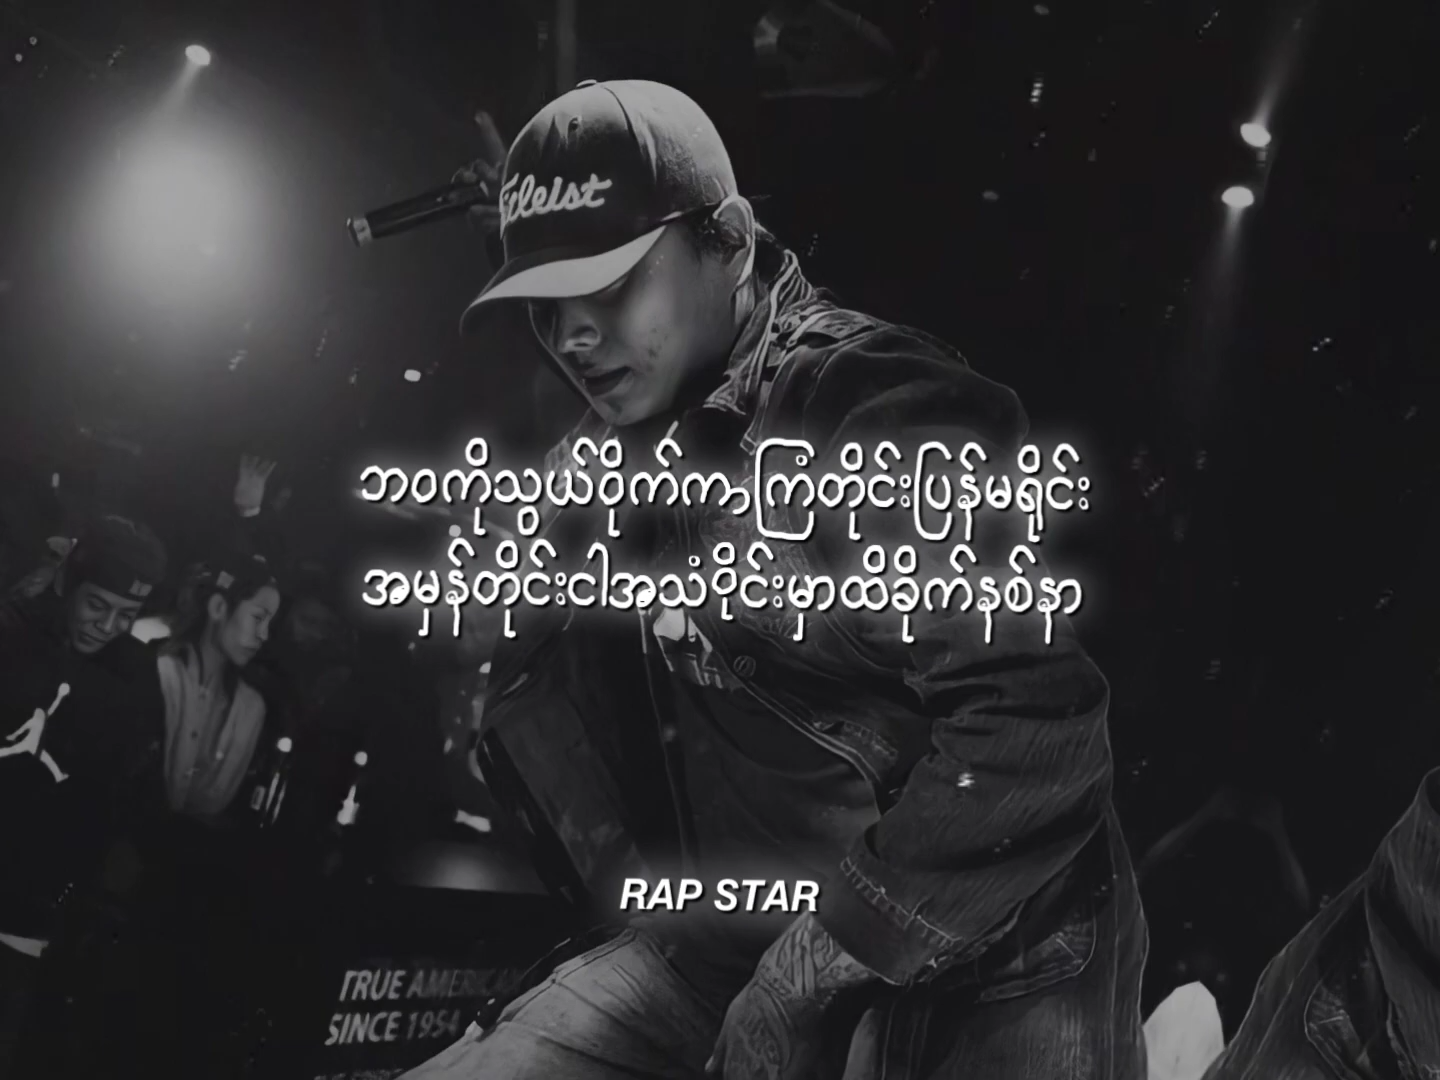 Titleist
ဘဝကိုသွယ်ဝိုက်ကာကြံတိုင်းပြန်မရိုင်း
အမှန်တိုင်းငါအသံဝိုင်းမှာထိခိုက်နစ်နာ
RAP STAR
TRUE AMERICAN
SINCE 1954